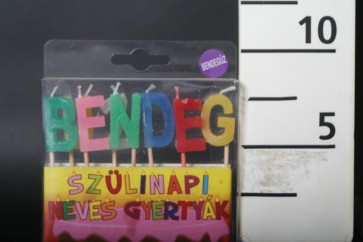 BENDEGÚZ
BENDEG
SZÜLINAPI
NEVES GYERTYÁK
10
5